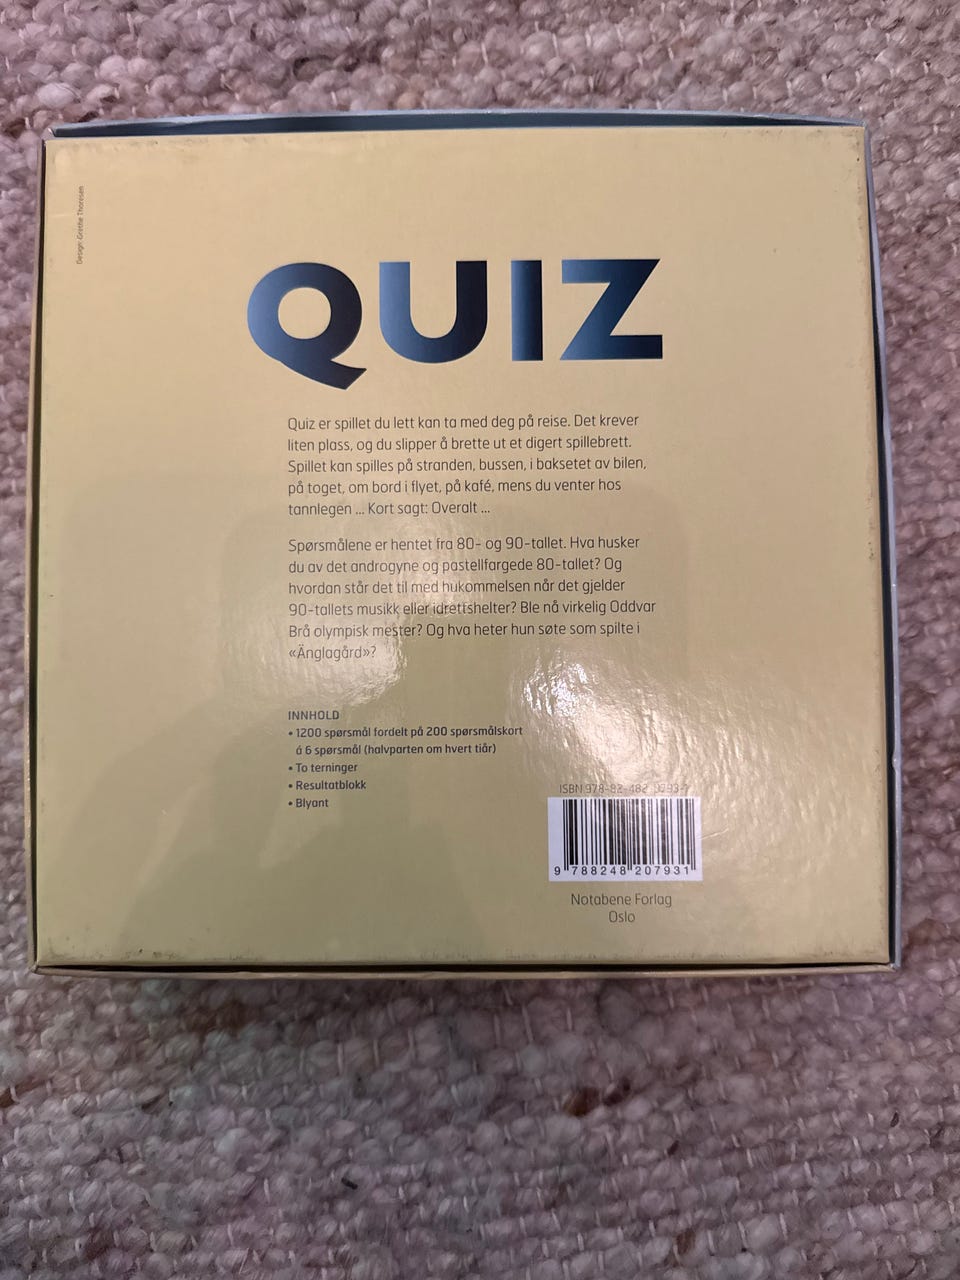 Design: Grethe Thoresen
QUIZ
Quiz er spillet du lett kan ta med deg på reise. Det krever
liten plass, og du slipper å brette ut et digert spillebrett.
Spillet kan spilles på stranden, bussen, i baksetet av bilen,
på toget, om bord i flyet, på kafé, mens du venter hos
tannlegen ... Kort sagt: Overalt ...
Spørsmålene er hentet fra 80- og 90-tallet. Hva husker
du av det androgyne og pastellfargede 80-tallet? Og
hvordan står det til med hukommelsen når det gjelder
90-tallets musikk eller idrettshelter? Ble nå virkelig Oddvar
Brå olympisk mester? Og hva heter hun søte som spilte i
«Änglagård»?
INNHOLD
• 1200 spørsmål fordelt på 200 spørsmålskort
á 6 spørsmål (halvparten om hvert tiår)
• To terninger
• Resultatblokk
• Blyant
ISBN 978-82-482-0793-1
9 788248 207931
Notabene Forlag
Oslo